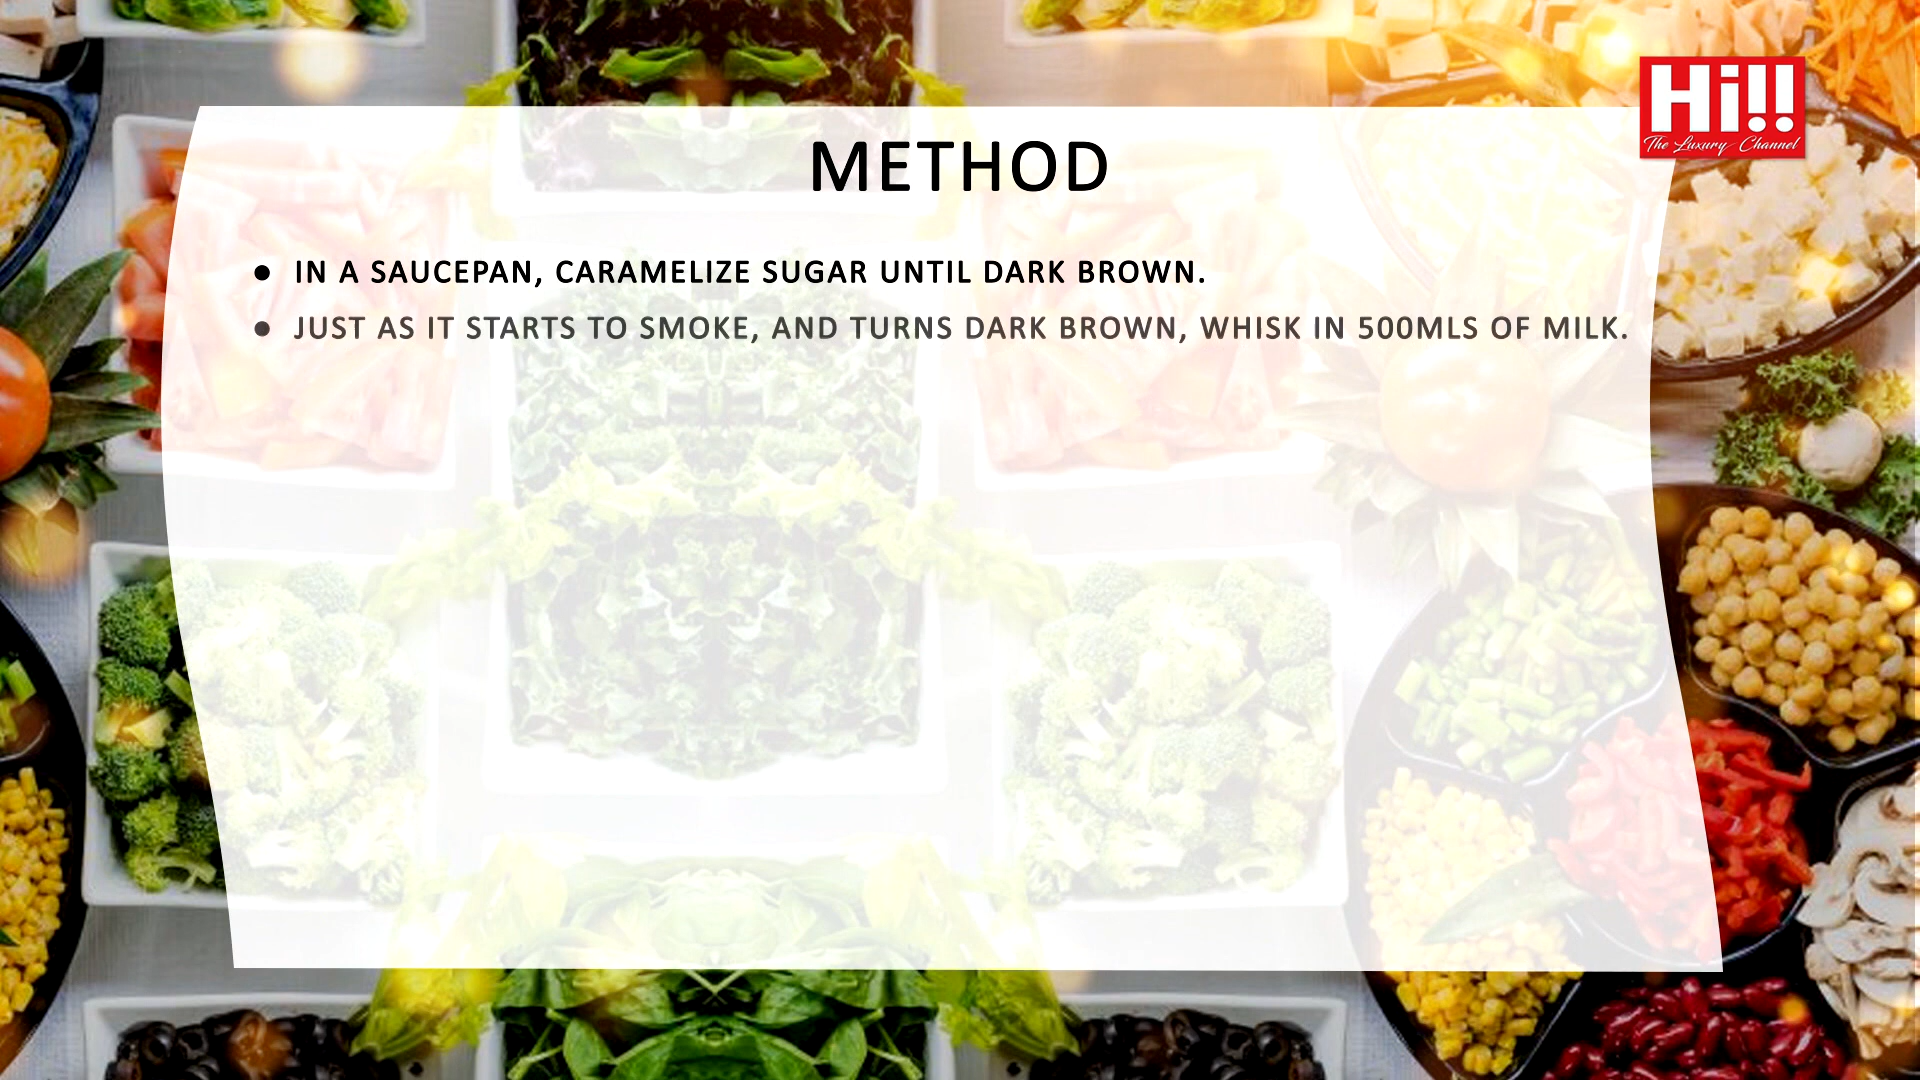 Hi!!
The Luxury Channel
METHOD
● IN A SAUCEPAN, CARAMELIZE SUGAR UNTIL DARK BROWN.
● JUST AS IT STARTS TO SMOKE, AND TURNS DARK BROWN, WHISK IN 500MLS OF MILK.